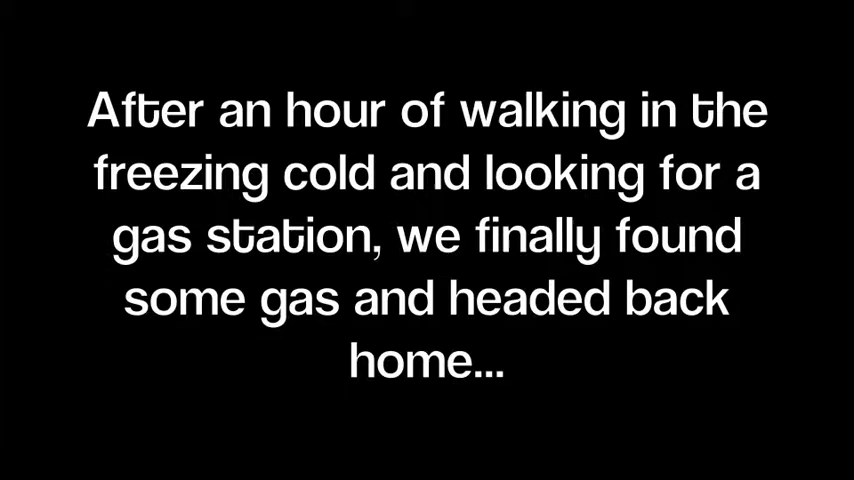 After an hour of walking in the
freezing cold and looking for a
gas station, we finally found
some gas and headed back
home...